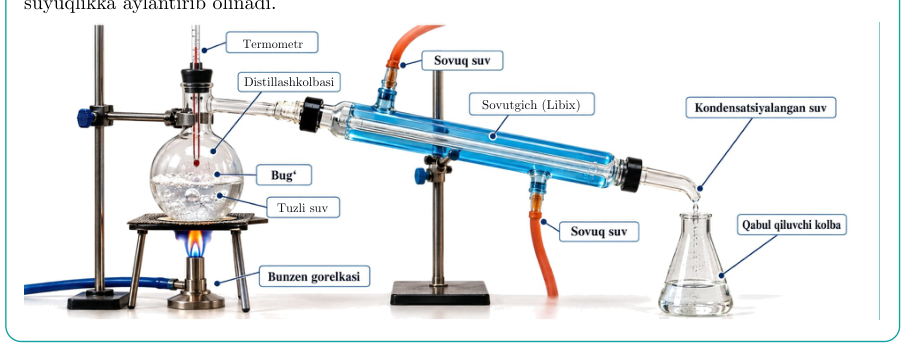 suyuqlikka aylantirib olinadi.
Termometr
Sovuq suv
Distillashkolbasi
Sovutgich (Libix)
Kondensatsiyalangan suv
Bug‘
Tuzli suv
Qabul qiluvchi kolba
Sovuq suv
Bunzen gorelkasi